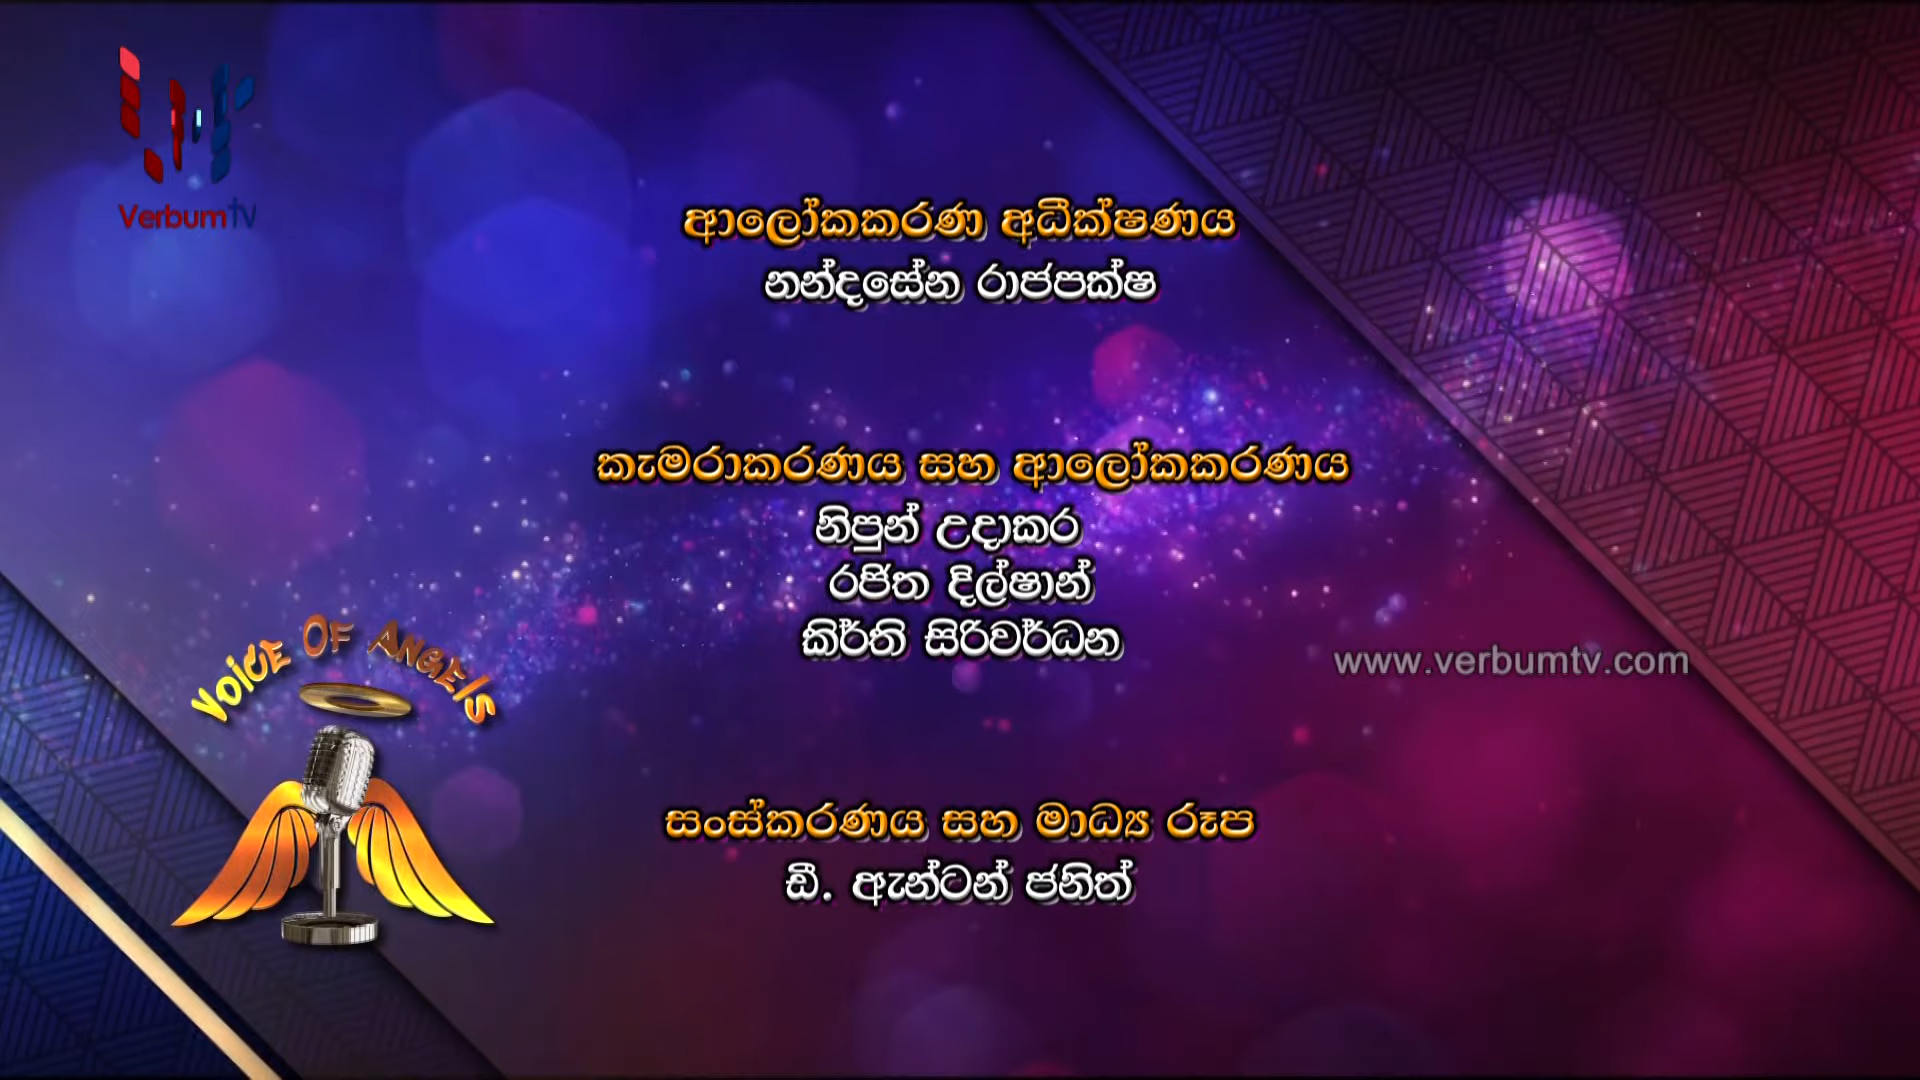 VerbumTV
ආලෝකකරණ අධීක්ෂණය
නන්දසේන රාජපක්ෂ
කැමරාකරණය සහ ආලෝකකරණය
නිපුන් උදාකර
රජිත දිල්ෂාන්
කිර්ති සිරිවර්ධන
www.verbumtv.com
VOiCE OF ANGElS
සංස්කරණය සහ මාධ්‍ය රූප
ඩී. ඇන්ටන් ජනිත්